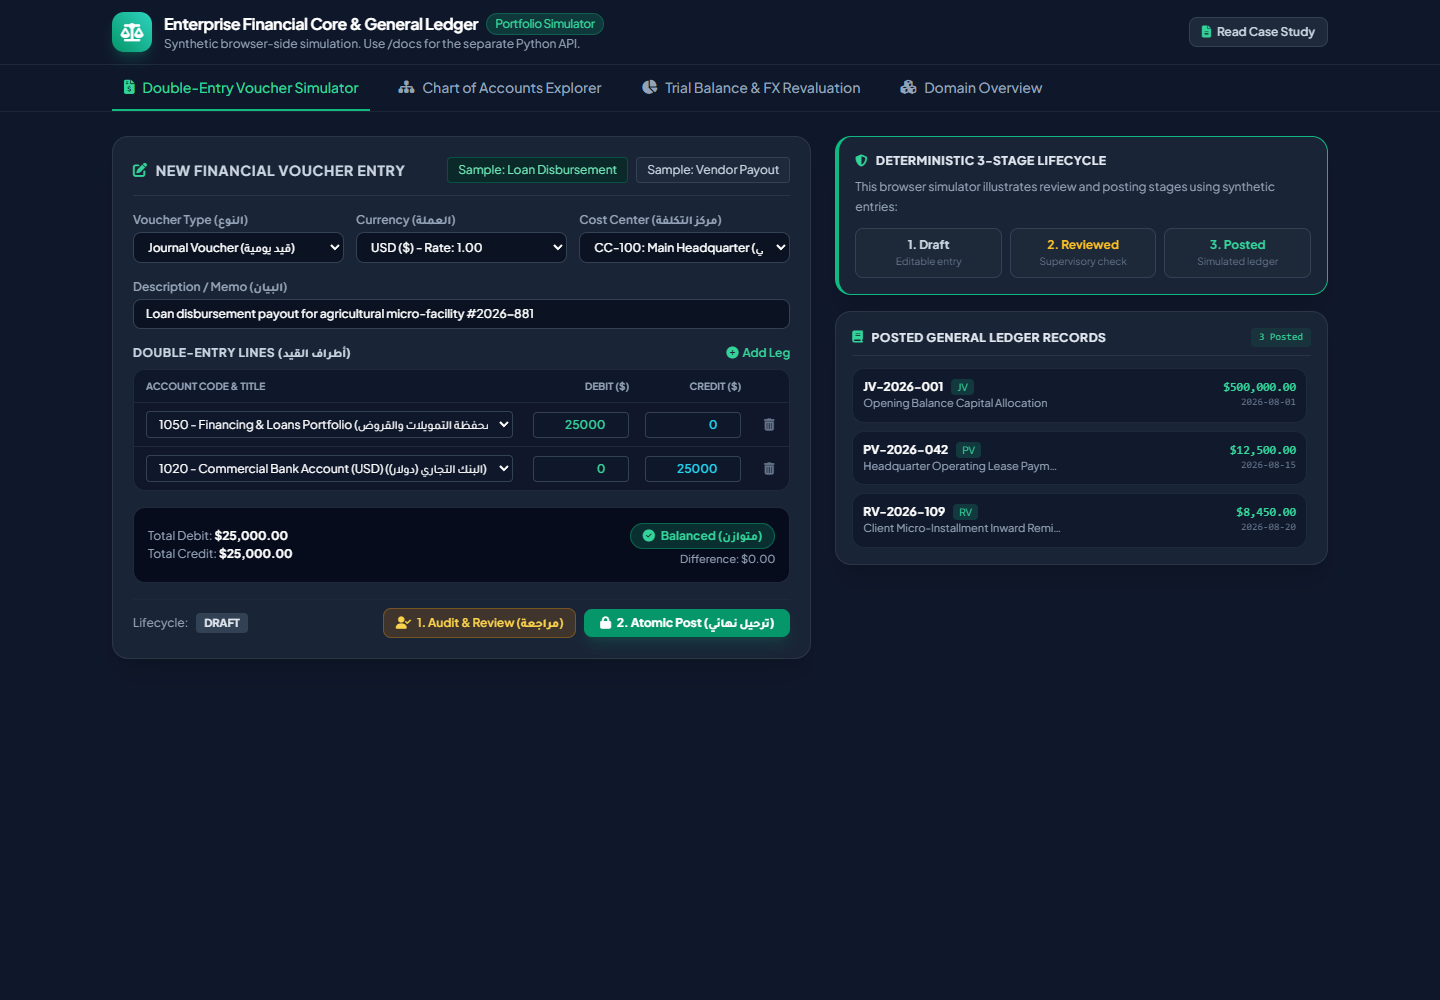 Enterprise Financial Core & General Ledger Portfolio Simulator
Synthetic browser-side simulation. Use /docs for the separate Python API.
Read Case Study
Double-Entry Voucher Simulator
Chart of Accounts Explorer
Trial Balance & FX Revaluation
Domain Overview
NEW FINANCIAL VOUCHER ENTRY
Sample: Loan Disbursement
Sample: Vendor Payout
Voucher Type (النوع)
Currency (العملة)
Cost Center (مركز التكلفة)
Journal Voucher (قيد يومية)
USD ($) - Rate: 1.00
CC-100: Main Headquarter (
Description / Memo (البيان)
Loan disbursement payout for agricultural micro-facility #2026-881
DOUBLE-ENTRY LINES (أطراف القيد)
Add Leg
ACCOUNT CODE & TITLE DEBIT ($) CREDIT ($)
1050 - Financing & Loans Portfolio (محفظة التمويلات والقروض 25000 0
1020 - Commercial Bank Account (USD) (البنك التجاري (دولار)) 0 25000
Total Debit: $25,000.00
Total Credit: $25,000.00
Balanced (متوازن)
Difference: $0.00
Lifecycle: DRAFT
1. Audit & Review (مراجعة)
2. Atomic Post (ترحيل نهائي)
DETERMINISTIC 3-STAGE LIFECYCLE
This browser simulator illustrates review and posting stages using synthetic
entries:
1. Draft
Editable entry
2. Reviewed
Supervisory check
3. Posted
Simulated ledger
POSTED GENERAL LEDGER RECORDS
3 Posted
JV-2026-001 JV $500,000.00
Opening Balance Capital Allocation 2026-08-01
PV-2026-042 PV $12,500.00
Headquarter Operating Lease Paym... 2026-08-15
RV-2026-109 RV $8,450.00
Client Micro-Installment Inward Remi... 2026-08-20